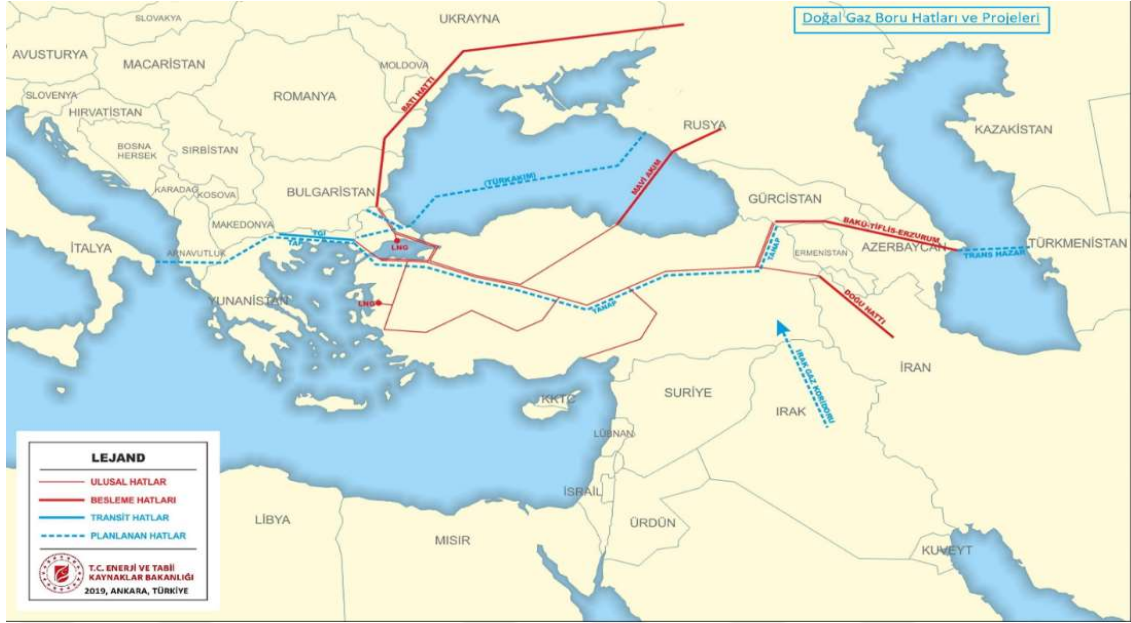 Doğal Gaz Boru Hatları ve Projeleri
SLOVAKYA
UKRAYNA
AVUSTURYA
MACARİSTAN
MOLDOVA
SLOVENYA
HIRVATİSTAN
ROMANYA
BATI HATTI
RUSYA
KAZAKİSTAN
BOSNA
HERSEK
SIRBİSTAN
MAVİ AKIM
(TÜRKAKIM)
KARADAĞ
KOSOVA
BULGARİSTAN
GÜRCİSTAN
MAKEDONYA
İTALYA
ARNAVUTLUK
TGI
TAP
LNG
BAKÜ-TİFLİS-ERZURUM
ERMENİSTAN
AZERBAYCAN
TÜRKMENİSTAN
TRANS HAZAR
TANAP
YUNANİSTAN
LNG
TANAP
DOĞU HATTI
İRAN
IRAK GAZ KORİDORU
KKTC
SURİYE
IRAK
LÜBNAN
İSRAİL
ÜRDÜN
KUVEYT
LİBYA
MISIR
LEJAND
ULUSAL HATLAR
BESLEME HATLARI
TRANSİT HATLAR
PLANLANAN HATLAR
T.C. ENERJİ VE TABİİ
KAYNAKLAR BAKANLIĞI
2019, ANKARA, TÜRKİYE